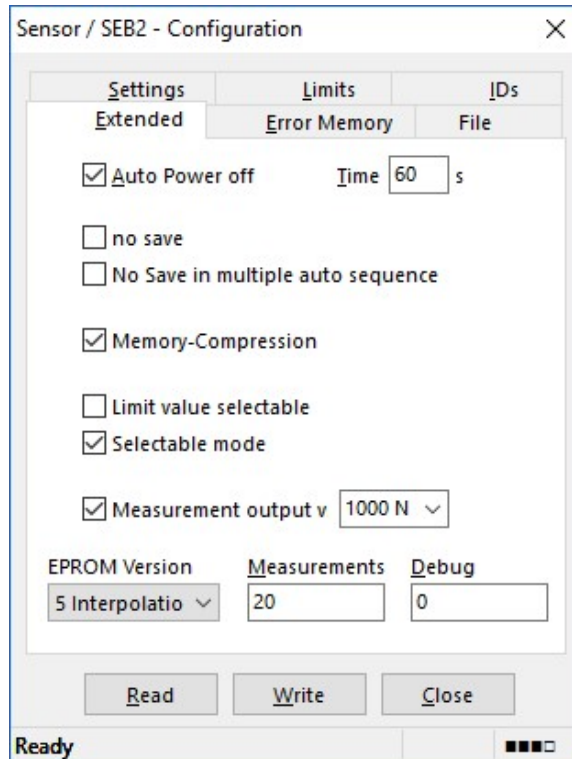 Sensor / SEB2 - Configuration
Settings Limits IDs
Extended Error Memory File
Auto Power off Time 60 s
no save
No Save in multiple auto sequence
Memory-Compression
Limit value selectable
Selectable mode
Measurement output v 1000 N
EPROM Version Measurements Debug
5 Interpolatio 20 0
Read Write Close
Ready